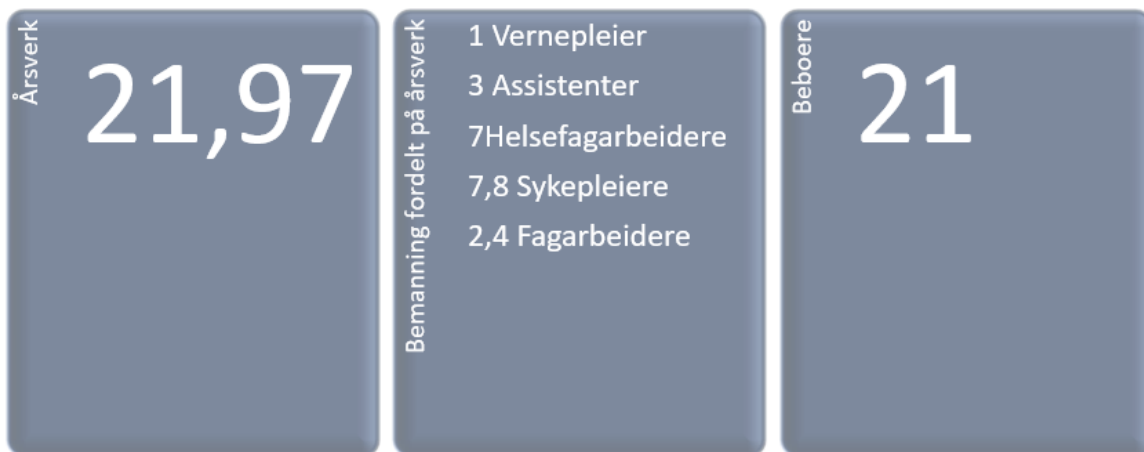 Årsverk
21,97
Bemanning fordelt på årsverk
1 Vernepleier
3 Assistenter
7Helsefagarbeidere
7,8 Sykepleiere
2,4 Fagarbeidere
Beboere
21